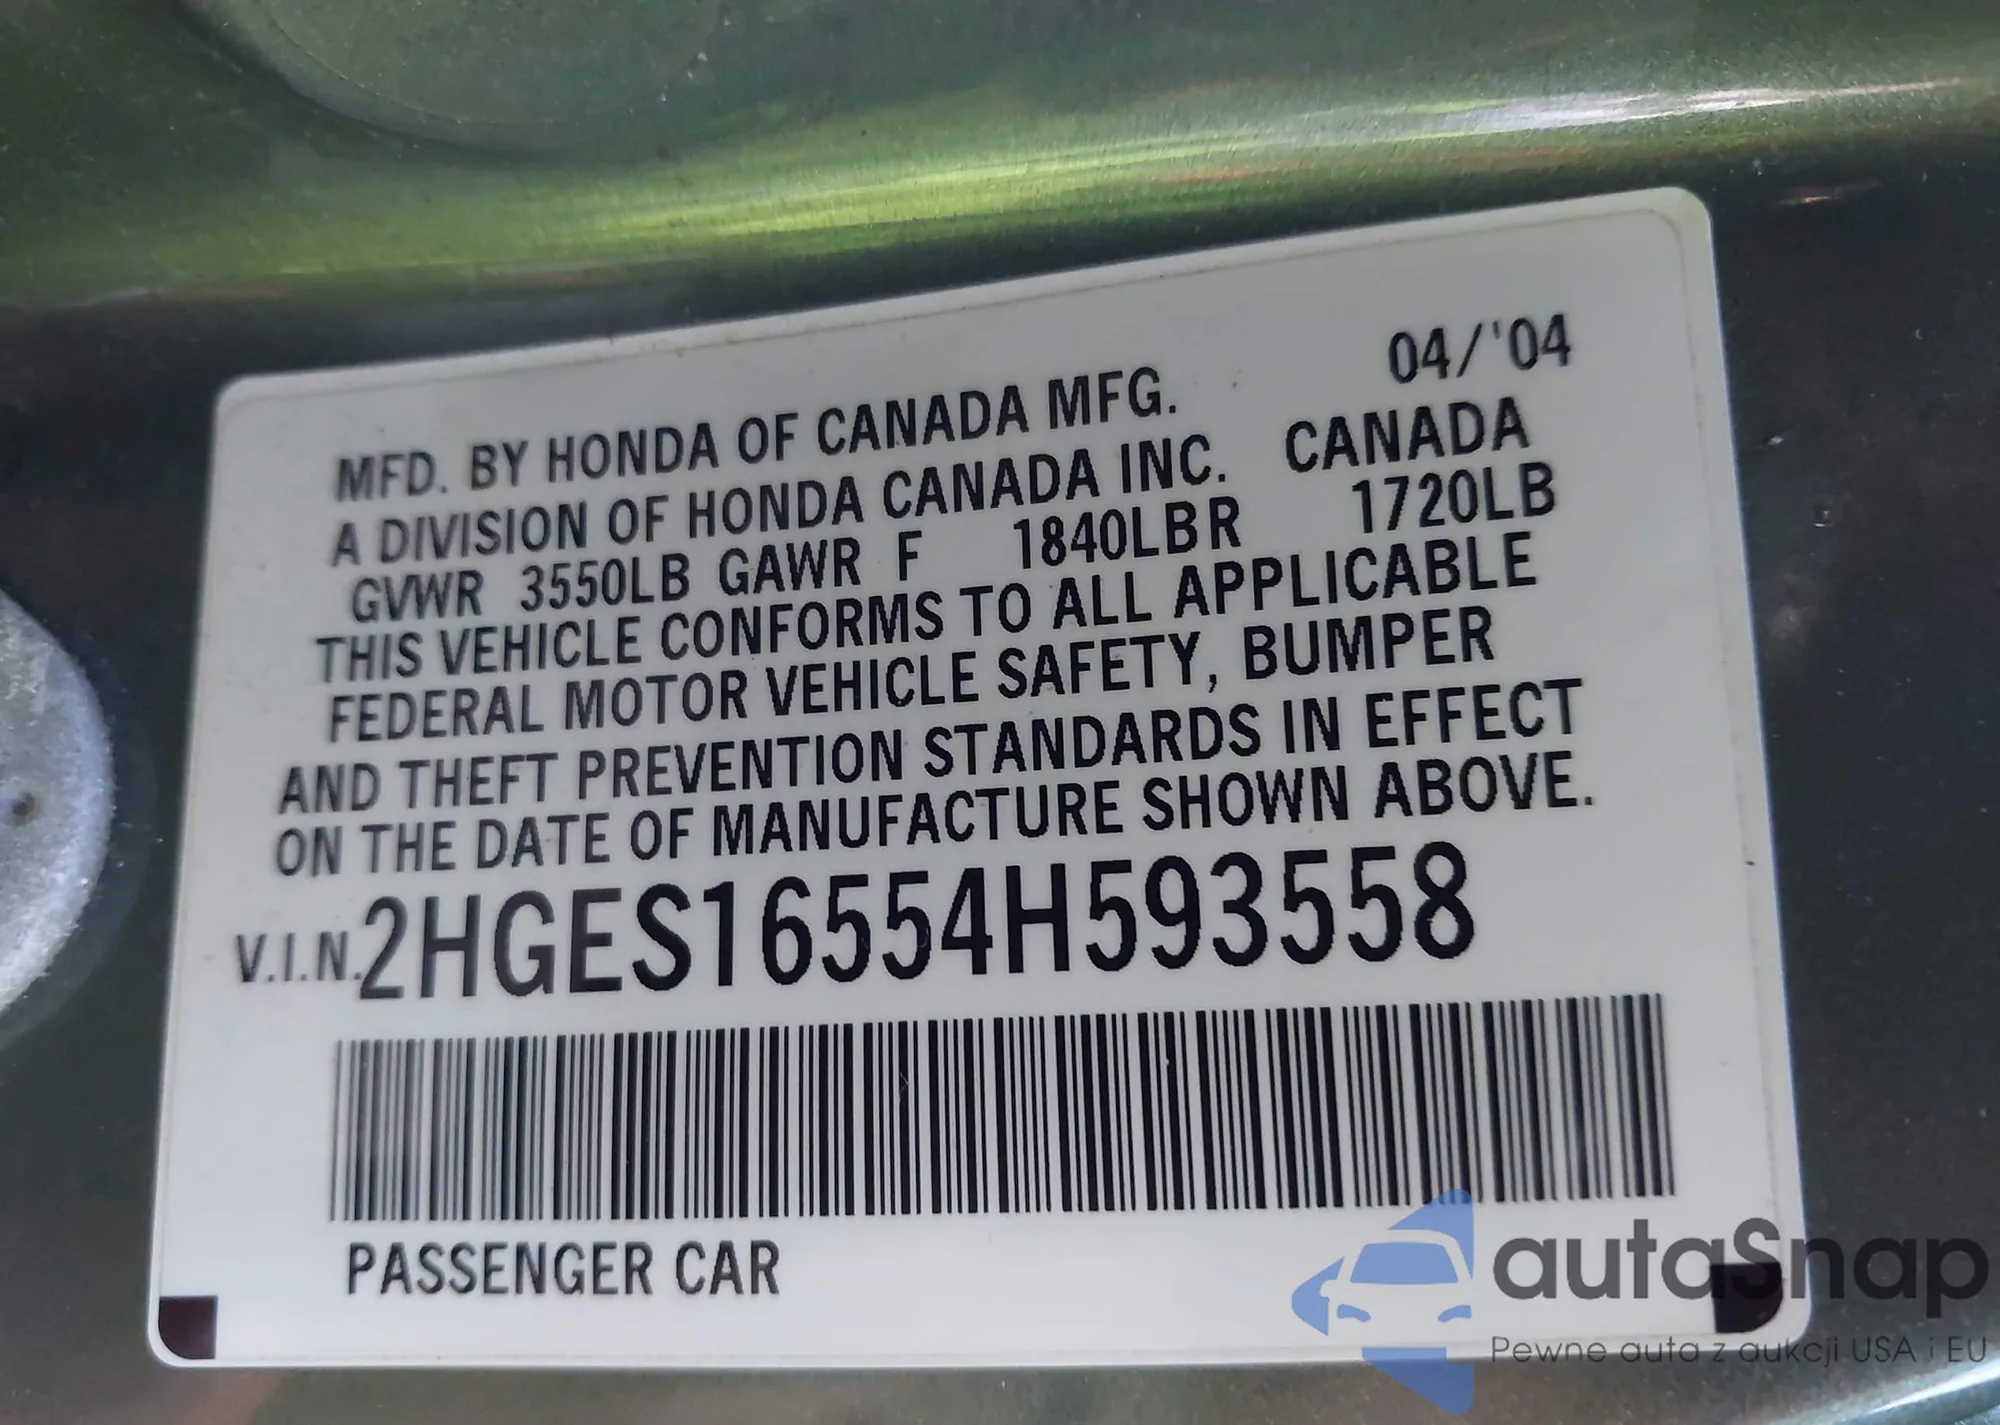 04/'04
MFD. BY HONDA OF CANADA MFG.
A DIVISION OF HONDA CANADA INC. CANADA
GVWR 3550LB GAWR F 1840LBR 1720LB
THIS VEHICLE CONFORMS TO ALL APPLICABLE
FEDERAL MOTOR VEHICLE SAFETY, BUMPER
AND THEFT PREVENTION STANDARDS IN EFFECT
ON THE DATE OF MANUFACTURE SHOWN ABOVE.
V.I.N.2HGES16554H593558
PASSENGER CAR
autaSnap
Pewne auta z aukcji USA i EU